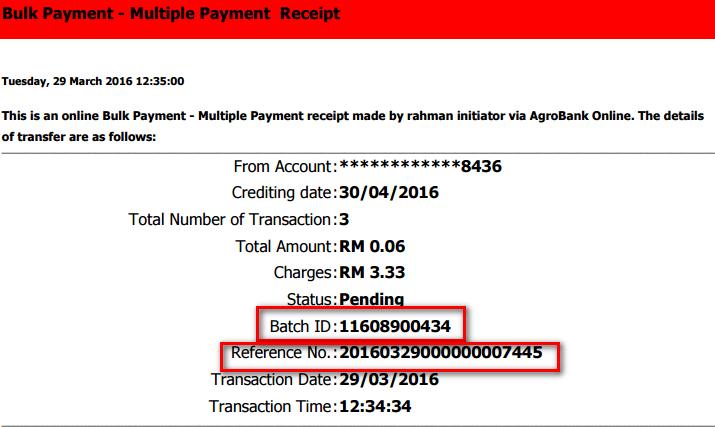 Bulk Payment - Multiple Payment Receipt
Tuesday, 29 March 2016 12:35:00
This is an online Bulk Payment - Multiple Payment receipt made by rahman initiator via AgroBank Online. The details
of transfer are as follows:
From Account:************8436
Crediting date:30/04/2016
Total Number of Transaction:3
Total Amount:RM 0.06
Charges:RM 3.33
Status:Pending
Batch ID:11608900434
Reference No.:20160329000000007445
Transaction Date:29/03/2016
Transaction Time:12:34:34